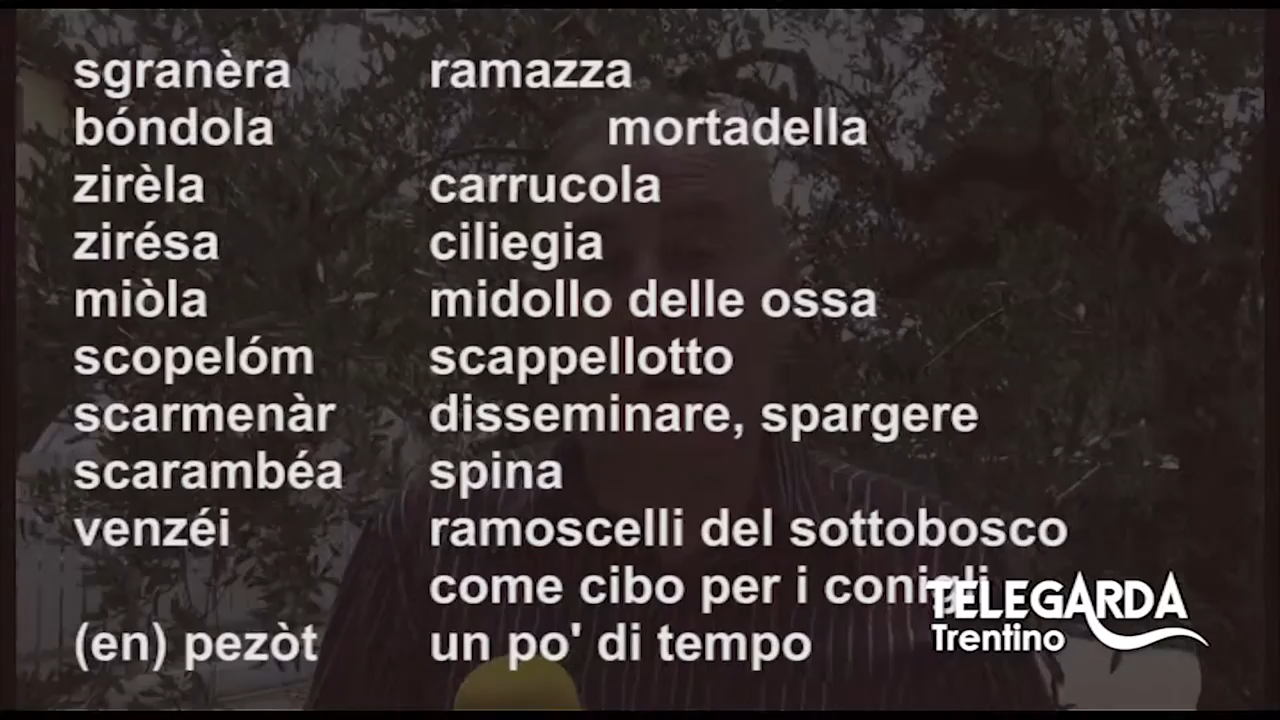 sgranèra ramazza
bóndola mortadella
zirèla carrucola
zirésa ciliegia
miòla midollo delle ossa
scopelóm scappellotto
scarmenàr disseminare, spargere
scarambéa spina
venzéi ramoscelli del sottobosco
come cibo per i conigli
(en) pezòt un po' di tempo
TELEGARDA
Trentino